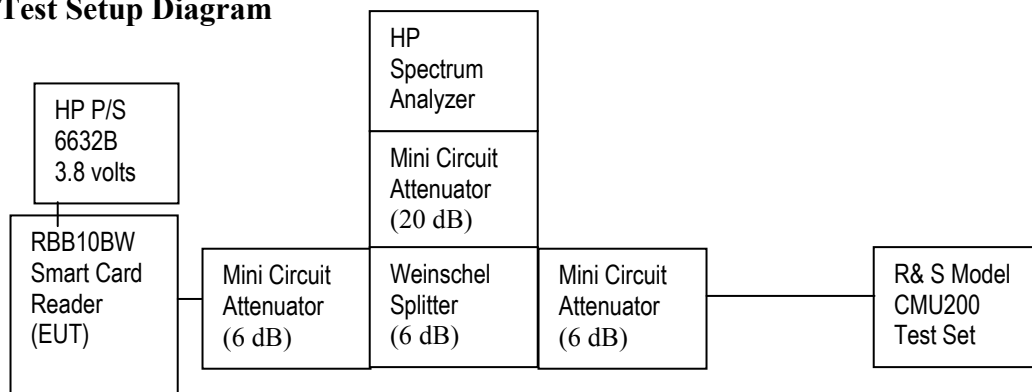 Test Setup Diagram
HP
Spectrum
Analyzer
HP P/S
6632B
3.8 volts
Mini Circuit
Attenuator
(20 dB)
RBB10BW
Smart Card
Reader
(EUT)
Mini Circuit
Attenuator
(6 dB)
Weinschel
Splitter
(6 dB)
Mini Circuit
Attenuator
(6 dB)
R& S Model
CMU200
Test Set